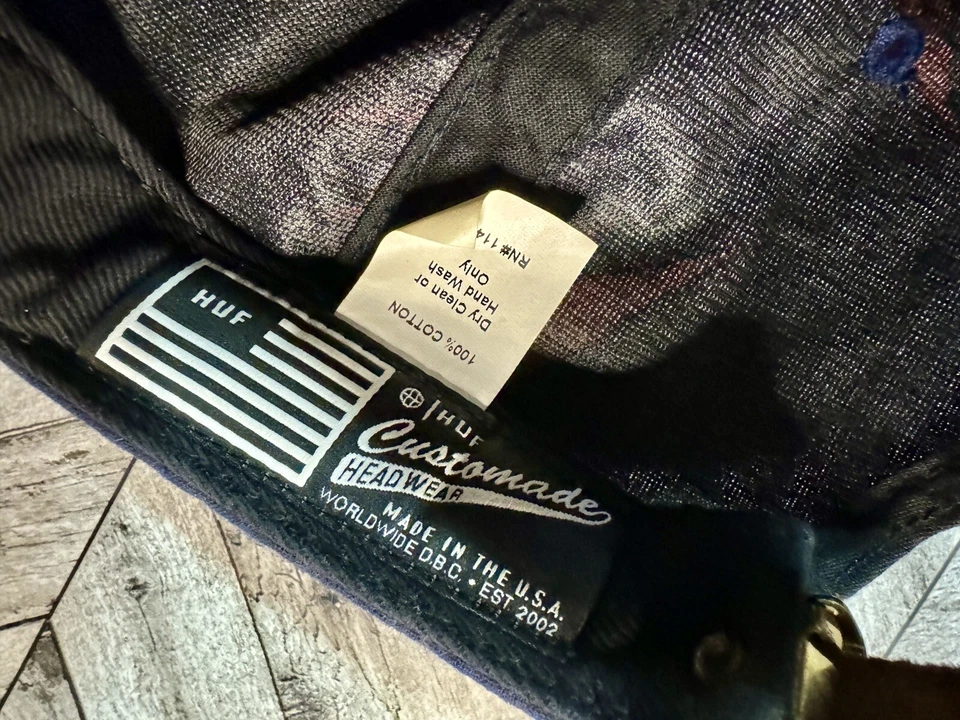 HUF
HUF
Customade
HEADWEAR
MADE IN THE U.S.A.
WORLDWIDE D.B.C. • EST 2002
100% COTTON
Dry Clean or
Hand Wash
Only
RN# 114